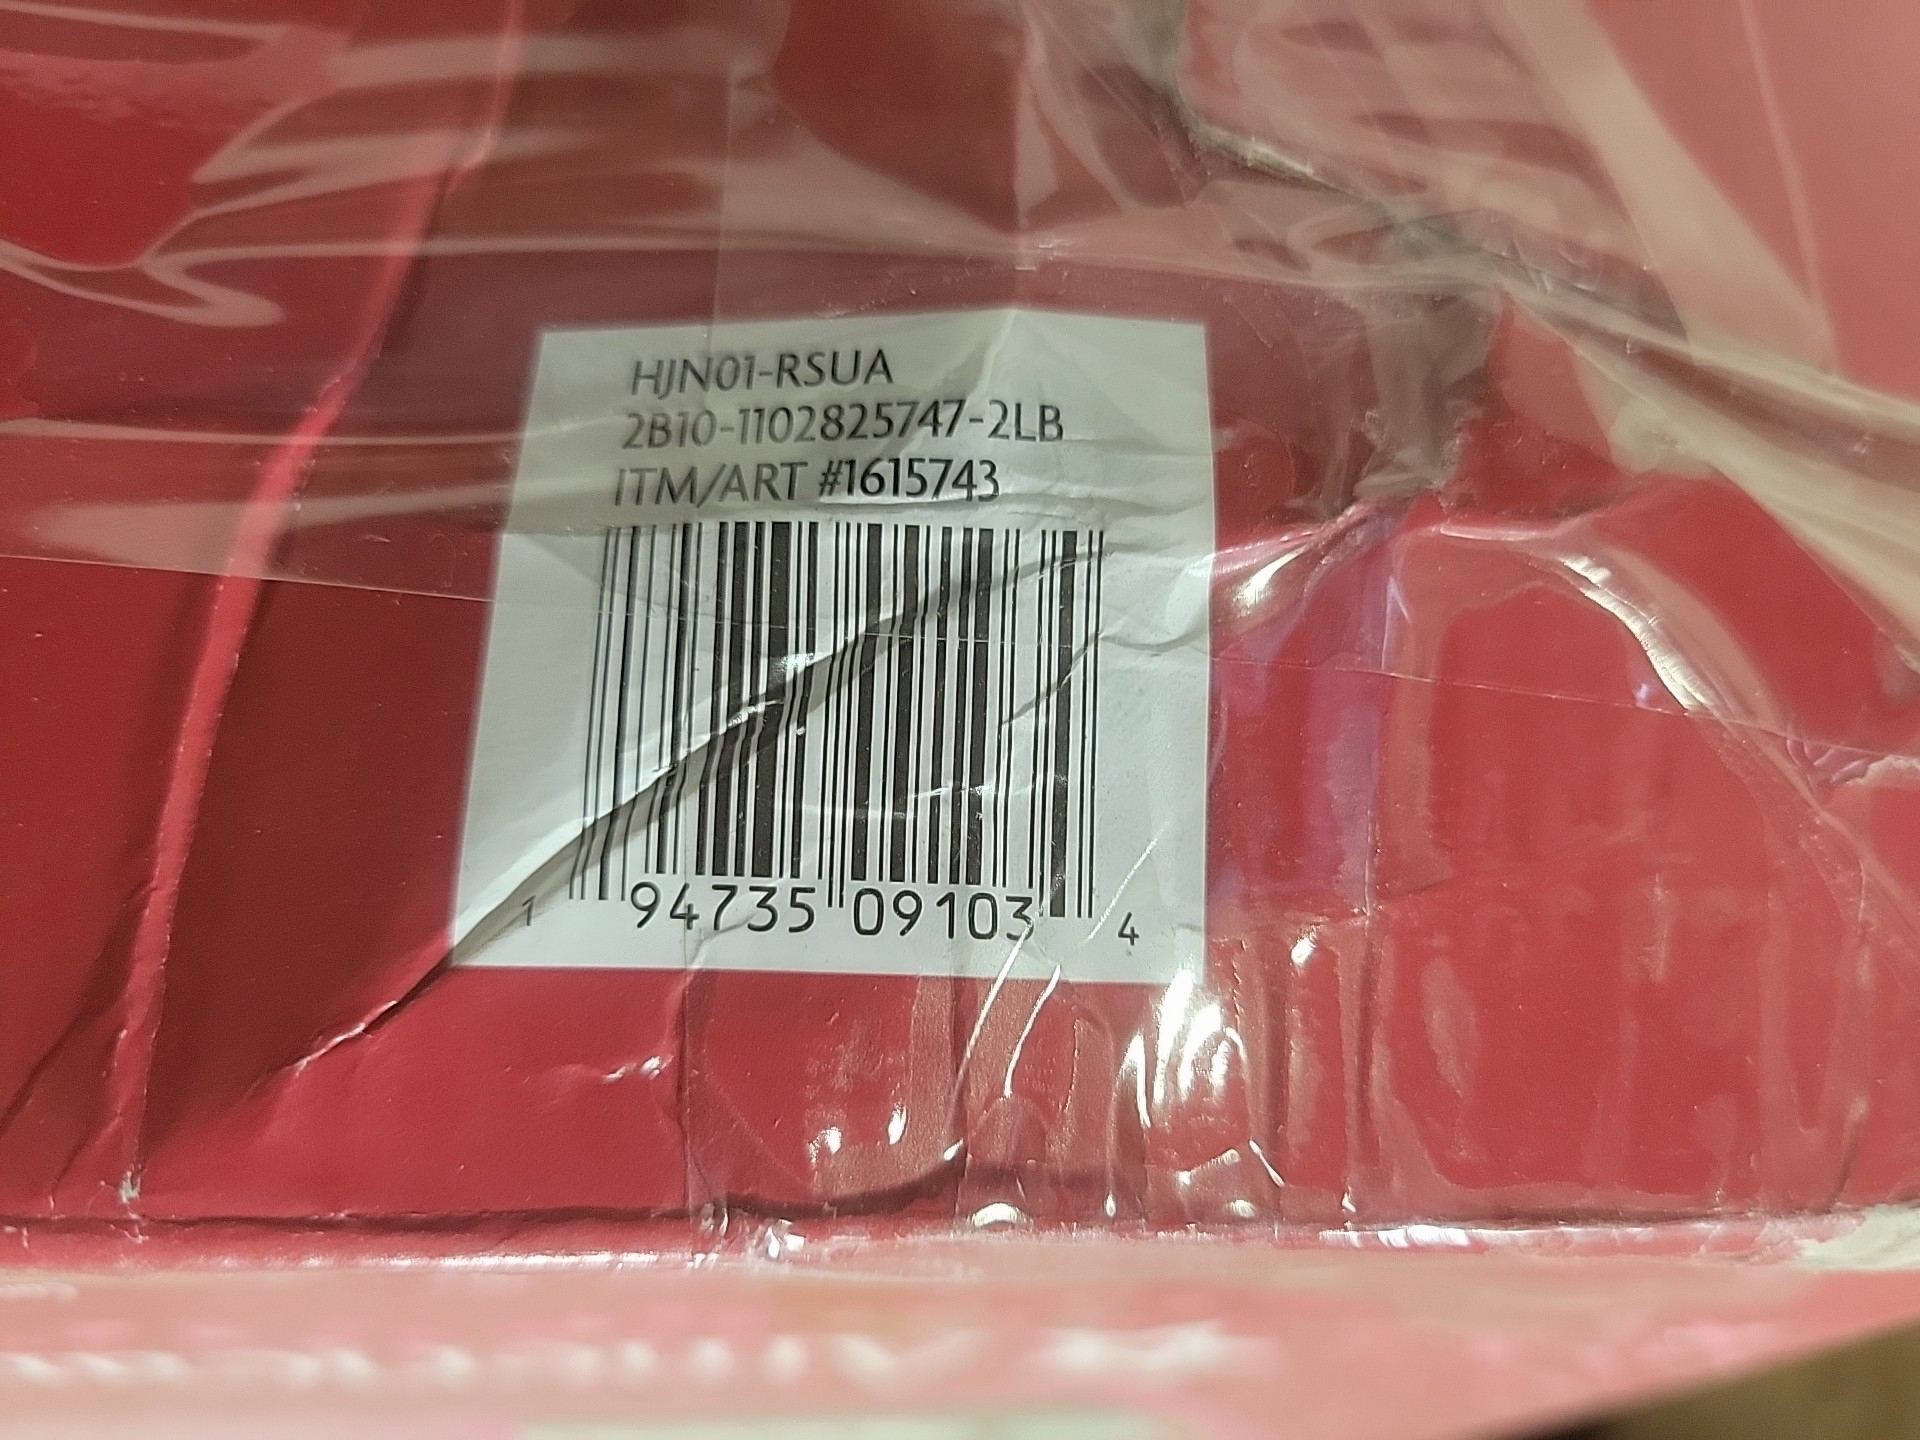 HJN01-RSUA
2B10-1102825747-2LB
ITM/ART #1615743
1 94735 09103 4